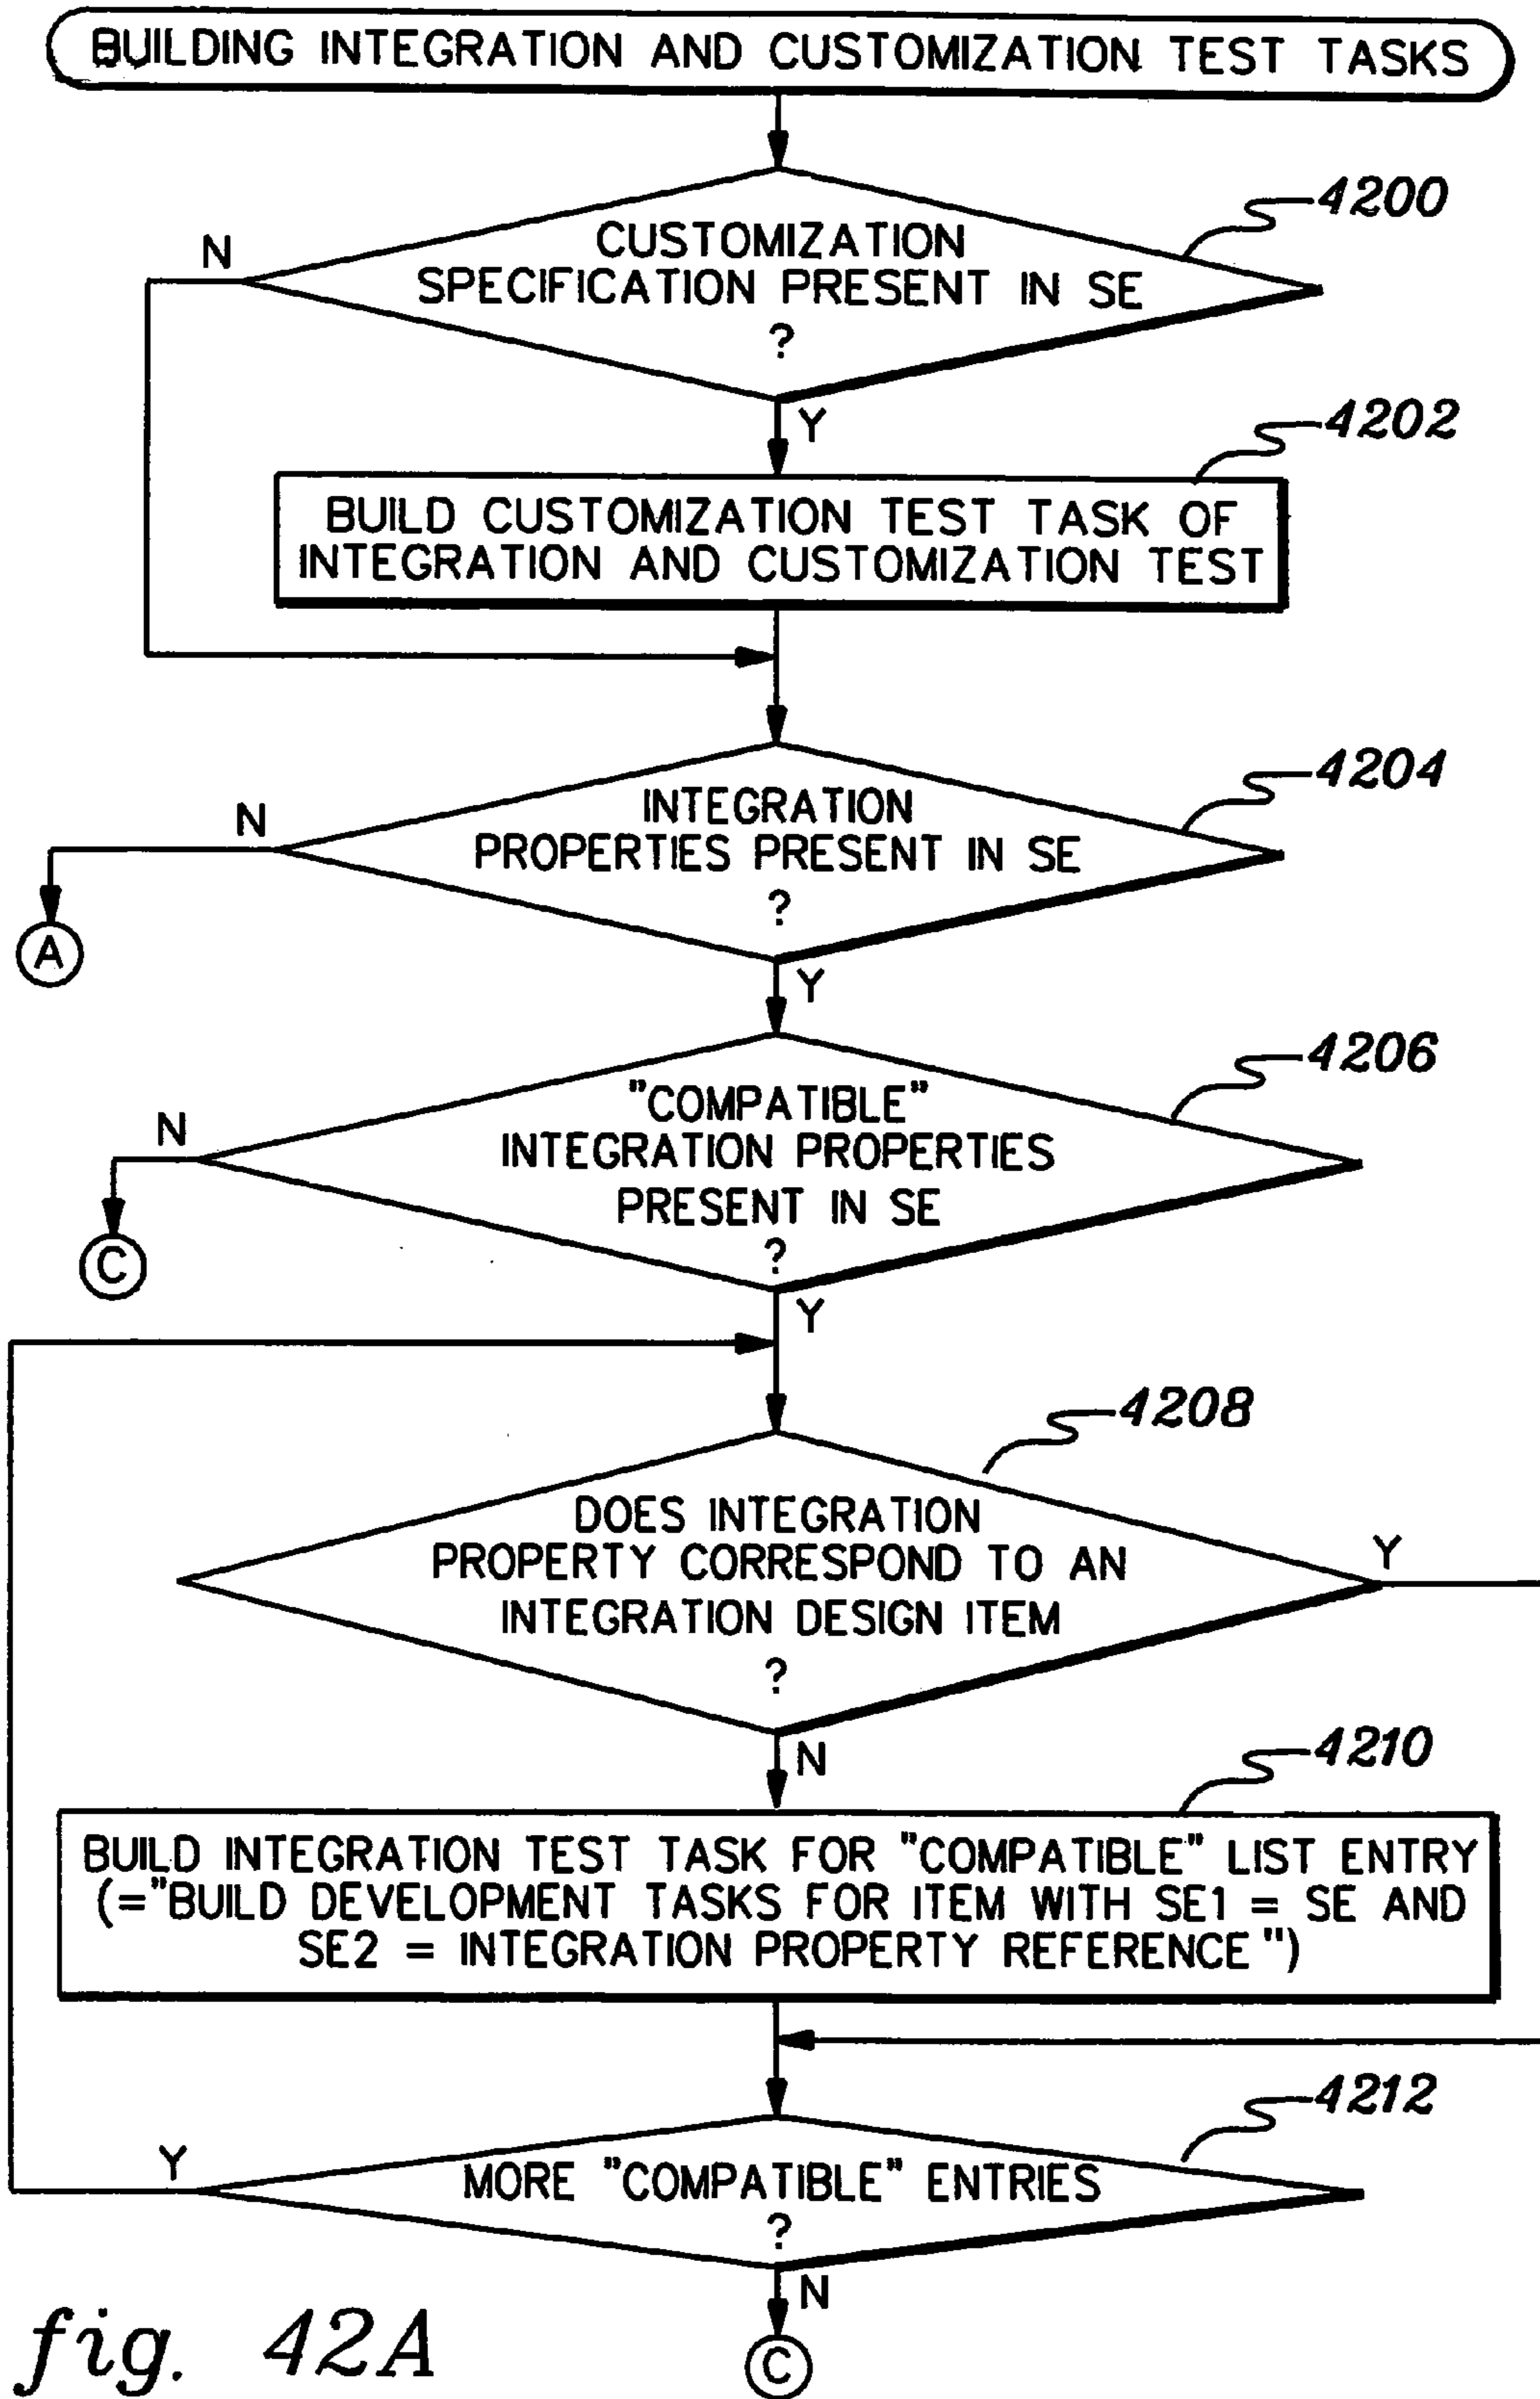 BUILDING INTEGRATION AND CUSTOMIZATION TEST TASKS
4200
N
CUSTOMIZATION
SPECIFICATION PRESENT IN SE
?
Y
4202
BUILD CUSTOMIZATION TEST TASK OF
INTEGRATION AND CUSTOMIZATION TEST
4204
N
INTEGRATION
PROPERTIES PRESENT IN SE
?
A
Y
4206
"COMPATIBLE"
N
INTEGRATION PROPERTIES
PRESENT IN SE
?
C
Y
4208
DOES INTEGRATION
PROPERTY CORRESPOND TO AN
Y
INTEGRATION DESIGN ITEM
?
N
4210
BUILD INTEGRATION TEST TASK FOR "COMPATIBLE" LIST ENTRY
(="BUILD DEVELOPMENT TASKS FOR ITEM WITH SE1 = SE AND
SE2 = INTEGRATION PROPERTY REFERENCE")
4212
Y
MORE "COMPATIBLE" ENTRIES
?
N
C
fig. 42A